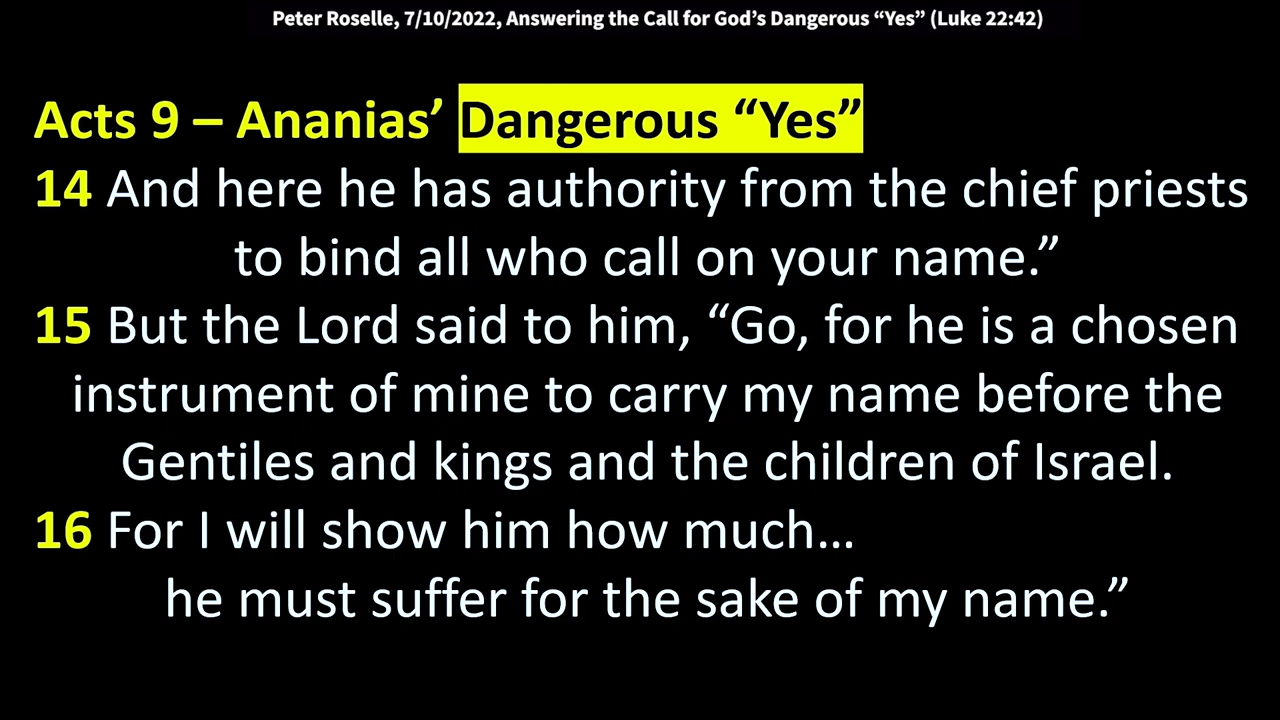 Peter Roselle, 7/10/2022, Answering the Call for God’s Dangerous “Yes” (Luke 22:42)
Acts 9 – Ananias’ Dangerous “Yes”
14 And here he has authority from the chief priests
to bind all who call on your name.”
15 But the Lord said to him, “Go, for he is a chosen
instrument of mine to carry my name before the
Gentiles and kings and the children of Israel.
16 For I will show him how much…
he must suffer for the sake of my name.”